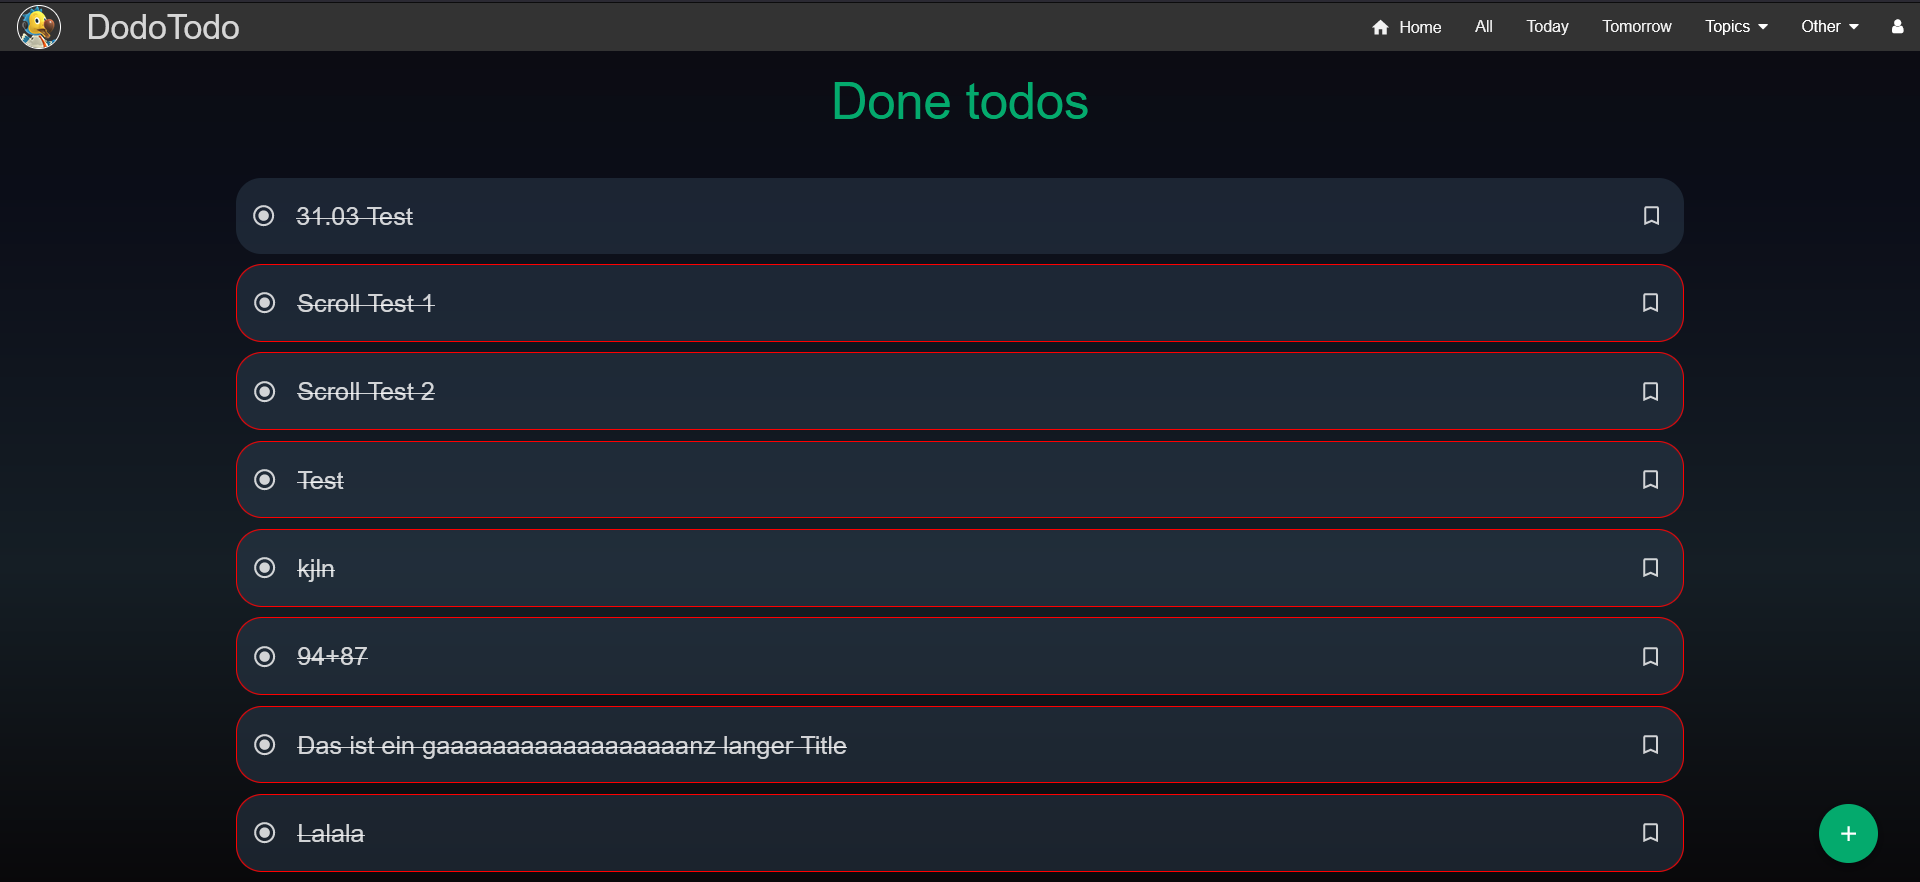 DodoTodo
Home All Today Tomorrow Topics Other
Done todos
31.03 Test
Scroll Test 1
Scroll Test 2
Test
kjln
94+87
Das ist ein gaaaaaaaaaaaaaaaaaanz langer Title
Lalala
+